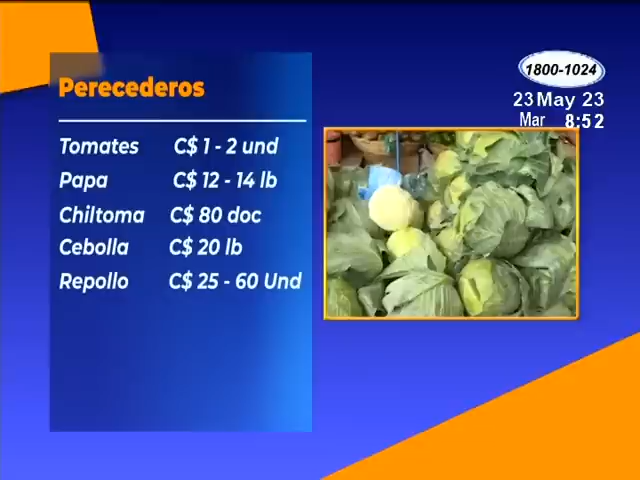 Perecederos
Tomates C$ 1 - 2 und
Papa C$ 12 - 14 lb
Chiltoma C$ 80 doc
Cebolla C$ 20 lb
Repollo C$ 25 - 60 Und
1800-1024
23 May 23
Mar 8:52